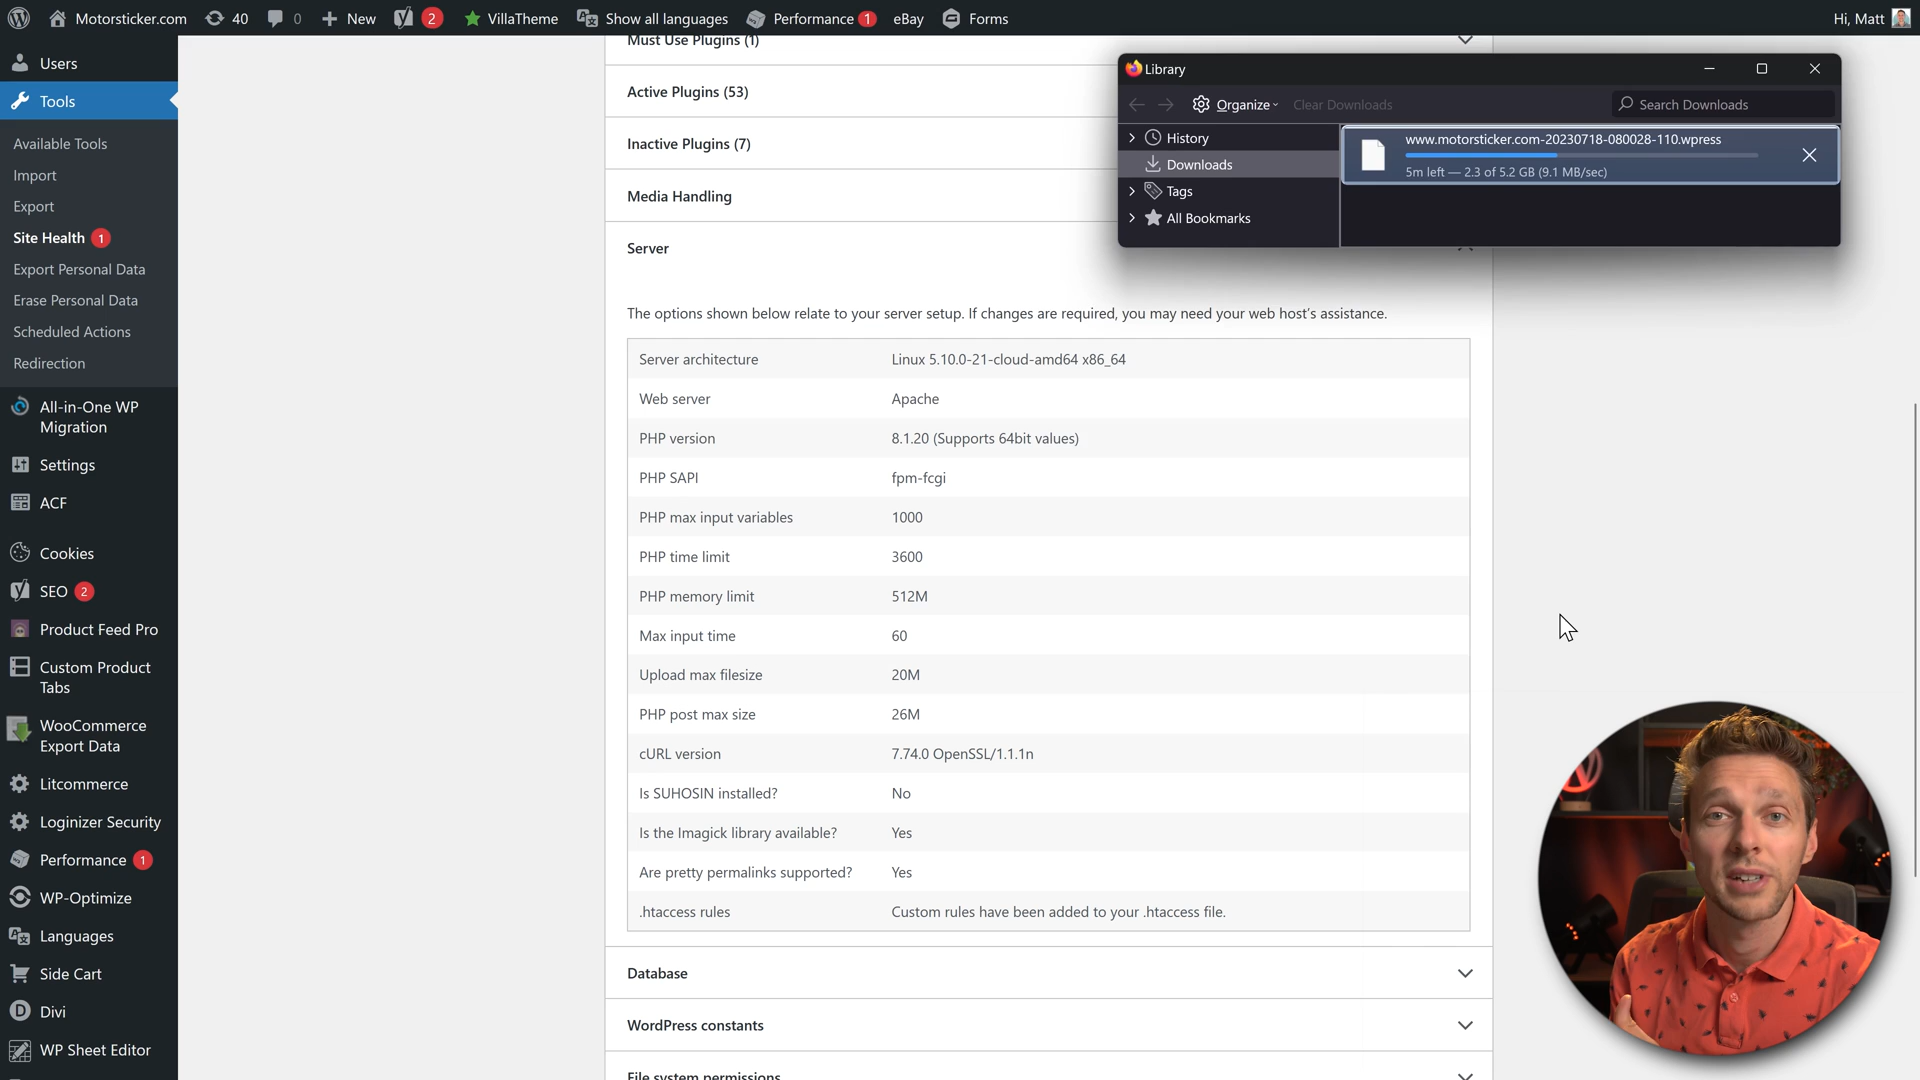 Motorsticker.com 40 0 New 2 VillaTheme Show all languages Performance 1 eBay Forms Hi, Matt
Users
Tools
Available Tools
Import
Export
Site Health 1
Export Personal Data
Erase Personal Data
Scheduled Actions
Redirection
All-in-One WP
Migration
Settings
ACF
Cookies
SEO 2
Product Feed Pro
Custom Product
Tabs
WooCommerce
Export Data
Litcommerce
Loginizer Security
Performance 1
WP-Optimize
Languages
Side Cart
Divi
WP Sheet Editor
Must Use Plugins (1)
Active Plugins (53)
Inactive Plugins (7)
Media Handling
Server
The options shown below relate to your server setup. If changes are required, you may need your web host's assistance.
Server architecture Linux 5.10.0-21-cloud-amd64 x86_64
Web server Apache
PHP version 8.1.20 (Supports 64bit values)
PHP SAPI fpm-fcgi
PHP max input variables 1000
PHP time limit 3600
PHP memory limit 512M
Max input time 60
Upload max filesize 20M
PHP post max size 26M
cURL version 7.74.0 OpenSSL/1.1.1n
Is SUHOSIN installed? No
Is the Imagick library available? Yes
Are pretty permalinks supported? Yes
.htaccess rules Custom rules have been added to your .htaccess file.
Database
WordPress constants
File system permissions
Library
Organize Clear Downloads Search Downloads
History
Downloads
Tags
All Bookmarks
www.motorsticker.com-20230718-080028-110.wpress
5m left — 2.3 of 5.2 GB (9.1 MB/sec)